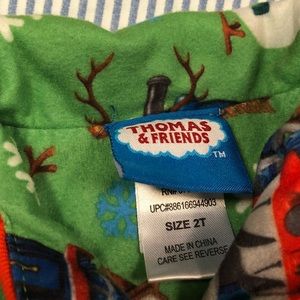 THOMAS
& FRIENDS
TM
UPC#886166944903
SIZE 2T
MADE IN CHINA
CARE SEE REVERSE